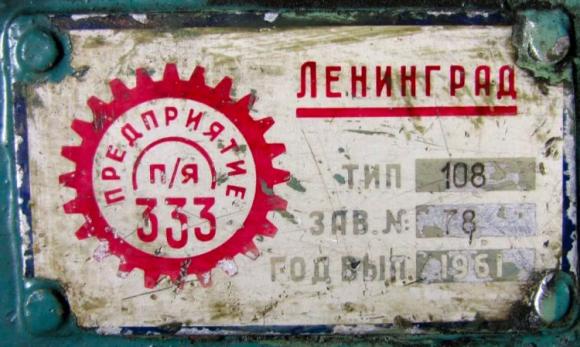 ПРЕДПРИЯТИЕ
П/Я
333
ЛЕНИНГРАД
ТИП 108
ЗАВ.№ 78
ГОД ВЫП. 1961